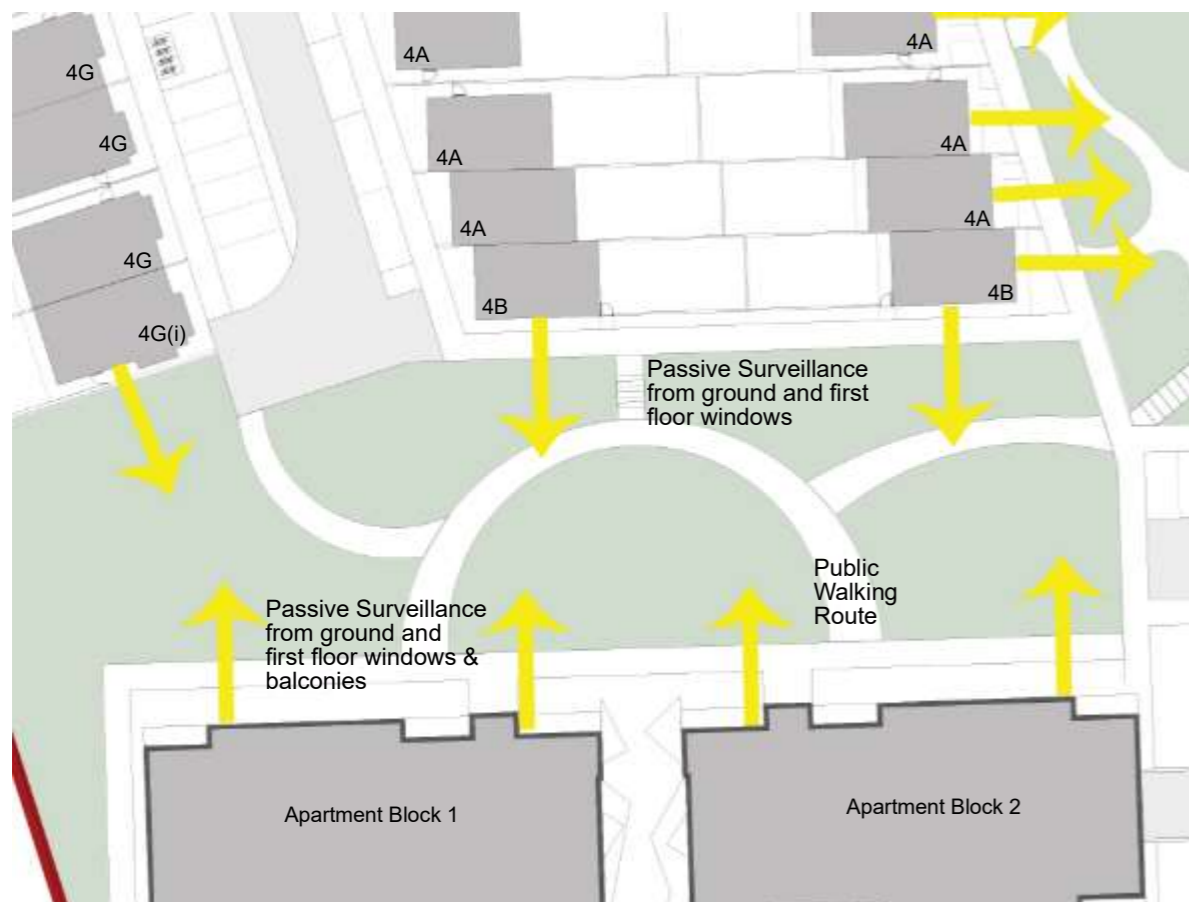 4A
4A
4G
4G
4A
4A
4A
4A
4G
4B
4B
4G(i)
Passive Surveillance
from ground and first
floor windows
Public
Walking
Route
Passive Surveillance
from ground and
first floor windows &
balconies
Apartment Block 1
Apartment Block 2